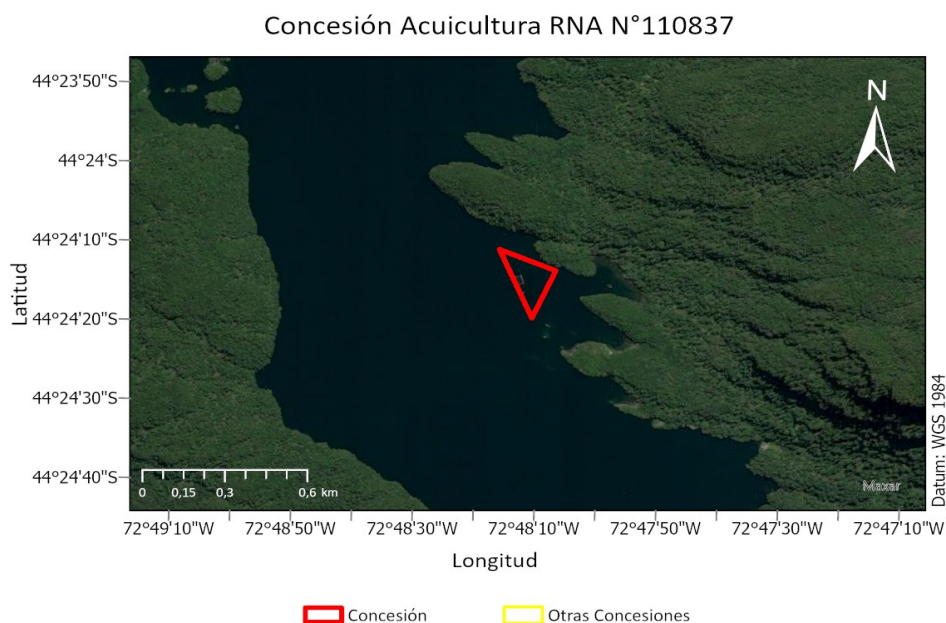 Concesión Acuicultura RNA N°110837
44°23'50"S
44°24'S
44°24'10"S
44°24'20"S
44°24'30"S
44°24'40"S
Latitud
N
Datum: WGS 1984
0 0,15 0,3 0,6 km
Maxar
72°49'10"W 72°48'50"W 72°48'30"W 72°48'10"W 72°47'50"W 72°47'30"W 72°47'10"W
Longitud
Concesión Otras Concesiones